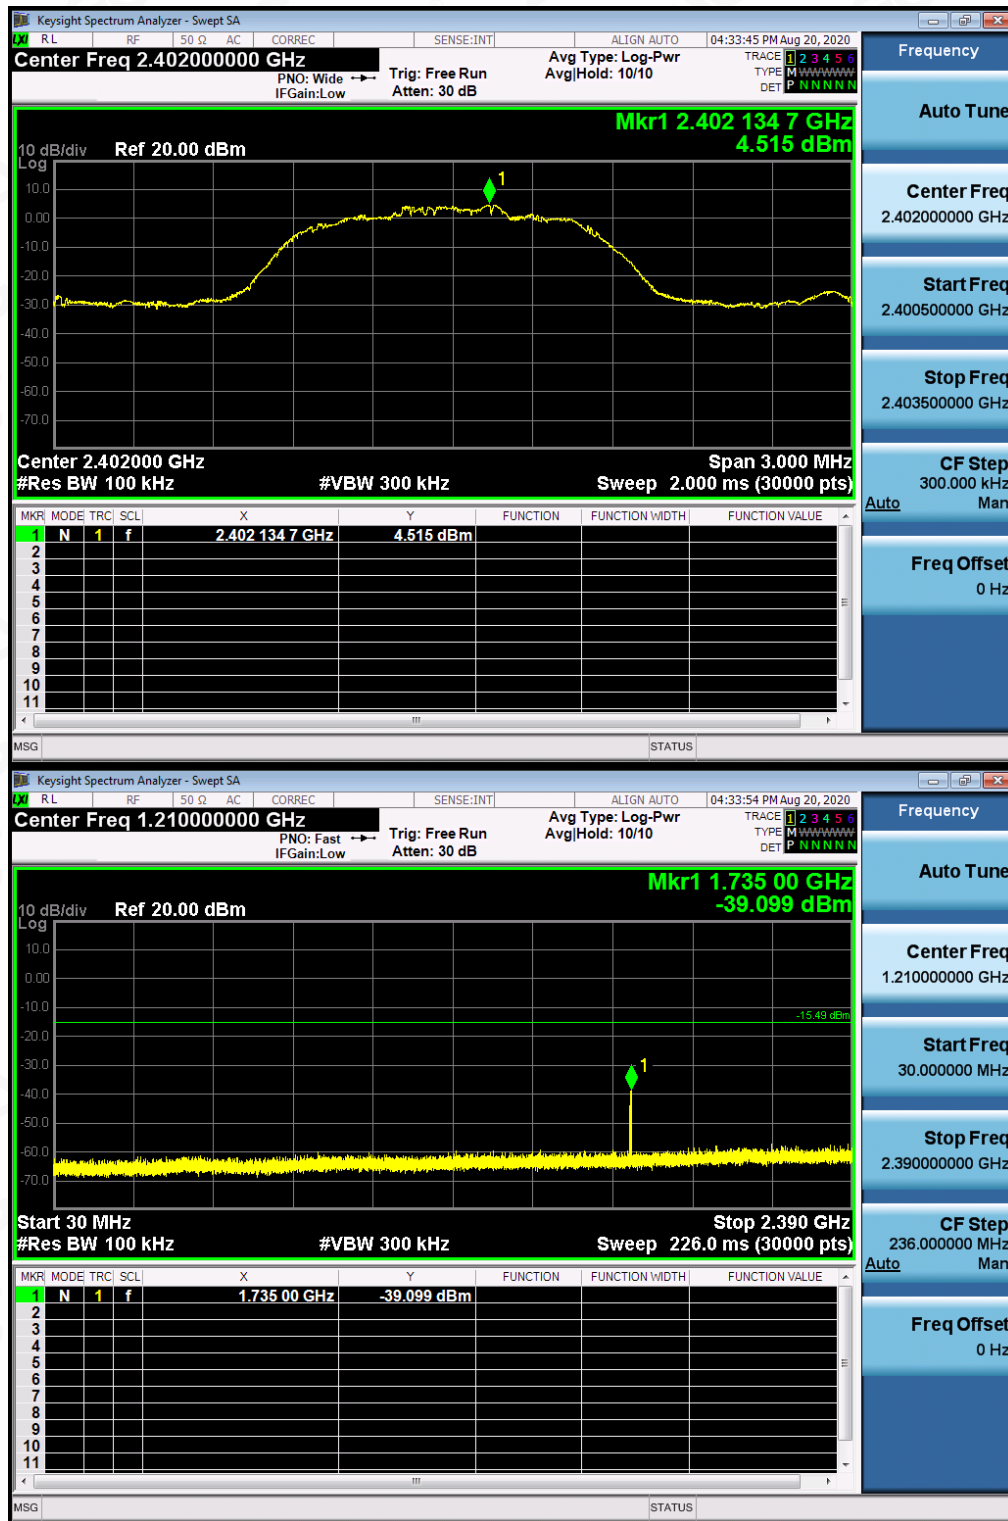 Keysight Spectrum Analyzer - Swept SA
LXI RL RF 50 Ω AC CORREC SENSE:INT ALIGN AUTO 04:33:45 PM Aug 20, 2020
Center Freq 2.402000000 GHz
PNO: Wide
IFGain:Low
Trig: Free Run
Atten: 30 dB
Avg Type: Log-Pwr
Avg|Hold: 10/10
TRACE 1 2 3 4 5 6
TYPE M WWWWW
DET P N N N N N
Mkr1 2.402 134 7 GHz
4.515 dBm
10 dB/div Ref 20.00 dBm
Log
10.0
0.00
-10.0
-20.0
-30.0
-40.0
-50.0
-60.0
-70.0
1
Center 2.402000 GHz Span 3.000 MHz
#Res BW 100 kHz #VBW 300 kHz Sweep 2.000 ms (30000 pts)
MKR MODE TRC SCL X Y FUNCTION FUNCTION WIDTH FUNCTION VALUE
1 N 1 f 2.402 134 7 GHz 4.515 dBm
2
3
4
5
6
7
8
9
10
11
MSG STATUS
Frequency
Auto Tune
Center Freq
2.402000000 GHz
Start Freq
2.400500000 GHz
Stop Freq
2.403500000 GHz
CF Step
300.000 kHz
Auto Man
Freq Offset
0 Hz
Keysight Spectrum Analyzer - Swept SA
LXI RL RF 50 Ω AC CORREC SENSE:INT ALIGN AUTO 04:33:54 PM Aug 20, 2020
Center Freq 1.210000000 GHz
PNO: Fast
IFGain:Low
Trig: Free Run
Atten: 30 dB
Avg Type: Log-Pwr
Avg|Hold: 10/10
TRACE 1 2 3 4 5 6
TYPE M WWWWW
DET P N N N N N
Mkr1 1.735 00 GHz
-39.099 dBm
10 dB/div Ref 20.00 dBm
Log
10.0
0.00
-10.0
-20.0
-30.0
-40.0
-50.0
-60.0
-70.0
-15.49 dBm
1
Start 30 MHz Stop 2.390 GHz
#Res BW 100 kHz #VBW 300 kHz Sweep 226.0 ms (30000 pts)
MKR MODE TRC SCL X Y FUNCTION FUNCTION WIDTH FUNCTION VALUE
1 N 1 f 1.735 00 GHz -39.099 dBm
2
3
4
5
6
7
8
9
10
11
MSG STATUS
Frequency
Auto Tune
Center Freq
1.210000000 GHz
Start Freq
30.000000 MHz
Stop Freq
2.390000000 GHz
CF Step
236.000000 MHz
Auto Man
Freq Offset
0 Hz